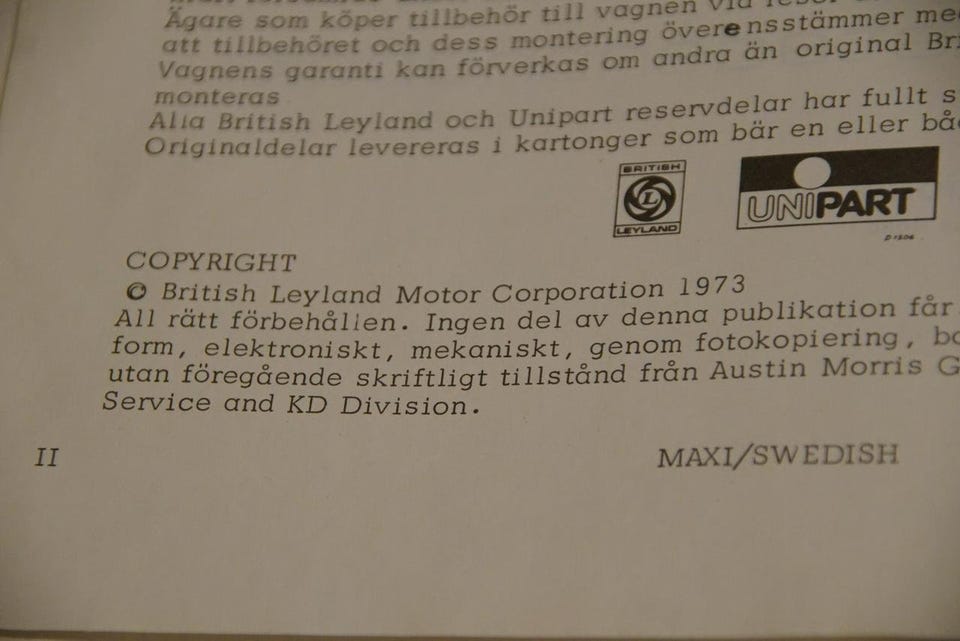 Ägare som köper tillbehör till vagnen vid
att tillbehöret och dess montering överensstämmer
Vagnens garanti kan förverkas om andra än original
monteras
Alla British Leyland och Unipart reservdelar har fullt s
Originaldelar levereras i kartonger som bär en eller
BRITISH
L
LEYLAND
UNIPART
COPYRIGHT
© British Leyland Motor Corporation 1973
All rätt förbehållen. Ingen del av denna publikation får
form, elektroniskt, mekaniskt, genom fotokopiering,
utan föregående skriftligt tillstånd från Austin Morris G
Service and KD Division.
II
MAXI/SWEDISH